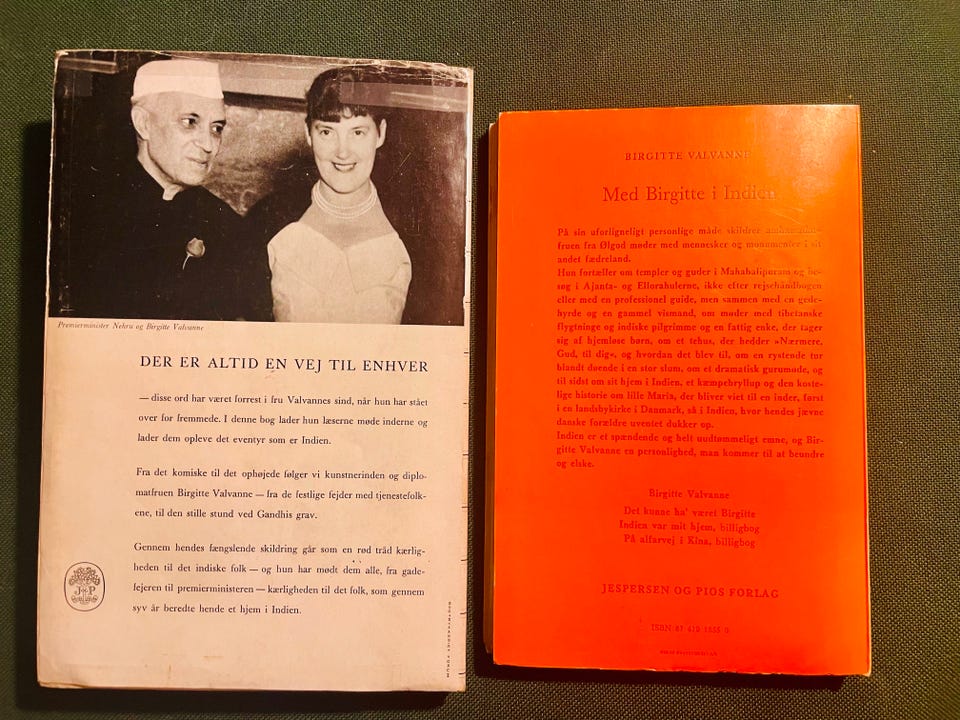 Premierminister Nehru og Birgitte Valvanne
DER ER ALTID EN VEJ TIL ENHVER
— disse ord har været forrest i fru Valvannes sind, når hun har stået
over for fremmede. I denne bog lader hun læserne møde inderne og
lader dem opleve det eventyr som er Indien.
Fra det komiske til det ophøjede følger vi kunstnerinden og diplo-
matfruen Birgitte Valvanne — fra de festlige fejder med tjenestefolk-
ene, til den stille stund ved Gandhis grav.
Gennem hendes fængslende skildring går som en rød tråd kærlig-
heden til det indiske folk — og hun har mødt dem alle, fra gade-
fejeren til premierministeren — kærligheden til det folk, som gennem
syv år beredte hende et hjem i Indien.
J P
BOGTRYKKERIET FORUM
BIRGITTE VALVANNE
Med Birgitte i Indien
På sin uforligneligt personlige måde skildrer ambassadør-
fruen fra Ølgod møder med mennesker og monumenter i sit
andet fædreland.
Hun fortæller om templer og guder i Mahabalipuram og be-
søg i Ajanta- og Ellorahulerne, ikke efter rejsehåndbogen
eller med en professionel guide, men sammen med en gede-
hyrde og en gammel vismand, om møder med tibetanske
flygtninge og indiske pilgrimme og en fattig enke, der tager
sig af hjemløse børn, om et tehus, der hedder »Nærmere,
Gud, til dig«, og hvordan det blev til, om en rystende tur
blandt døende i en stor slum, om et dramatisk gurumøde, og
til sidst om sit hjem i Indien, et kæmpebryllup og den koste-
lige historie om lille Maria, der bliver viet til en inder, først
i en landsbykirke i Danmark, så i Indien, hvor hendes jævne
danske forældre uventet dukker op.
Indien er et spændende og helt uudtømmeligt emne, og Bir-
gitte Valvanne en personlighed, man kommer til at beundre
og elske.
Birgitte Valvanne
Det kunne ha' været Birgitte
Indien var mit hjem, billigbog
På alfarvej i Kina, billigbog
JESPERSEN OG PIOS FORLAG
ISBN 87 419